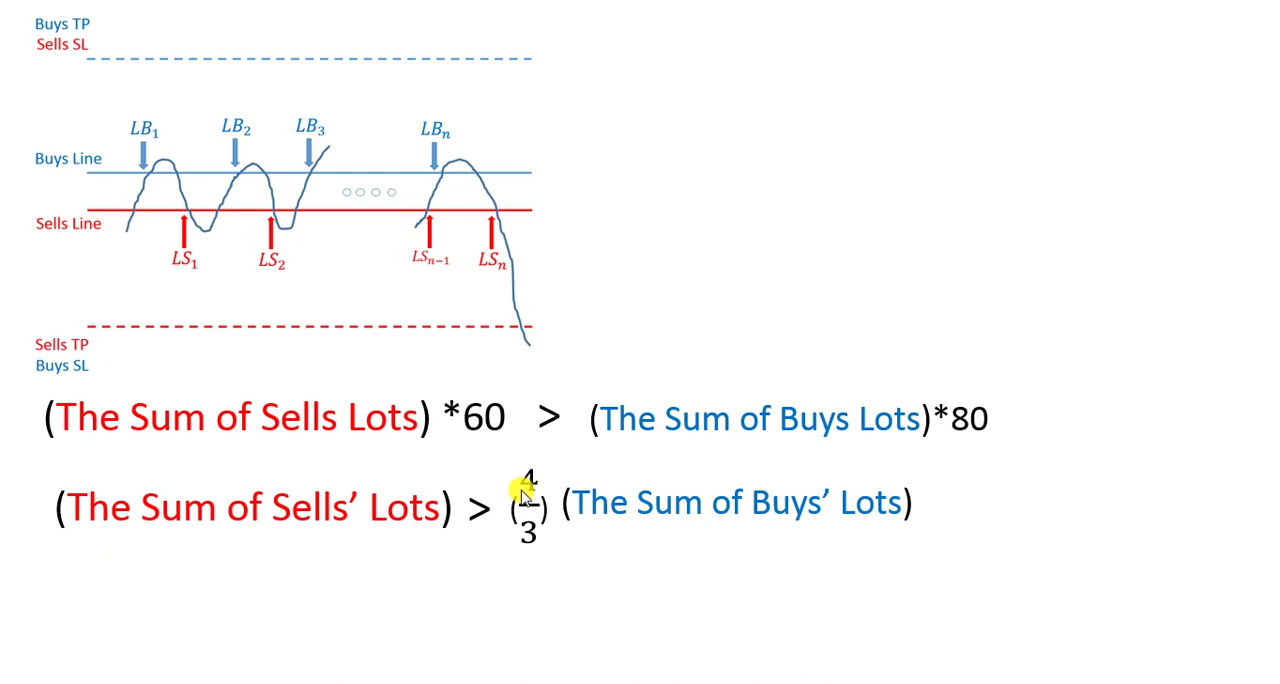 Buys TP
Sells SL
LB₁ LB₂ LB₃ LBₙ
Buys Line
Sells Line
LS₁ LS₂ LSₙ₋₁ LSₙ
Sells TP
Buys SL
(The Sum of Sells Lots) *60 > (The Sum of Buys Lots)*80
(The Sum of Sells’ Lots) > (4/3) (The Sum of Buys’ Lots)